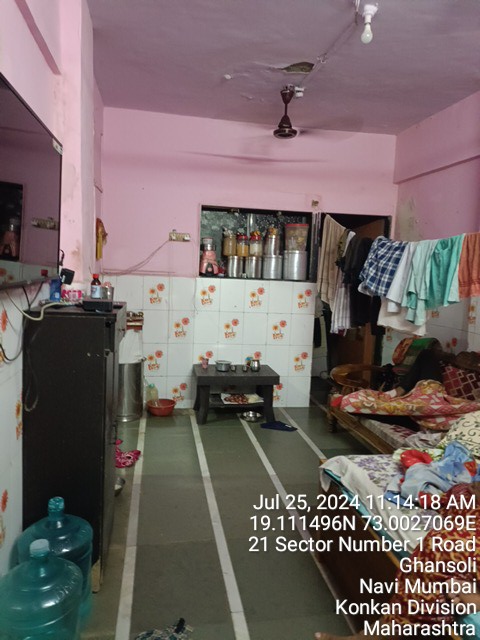 Jul 25, 2024 11:14:18 AM
19.111496N 73.0027069E
21 Sector Number 1 Road
Ghansoli
Navi Mumbai
Konkan Division
Maharashtra